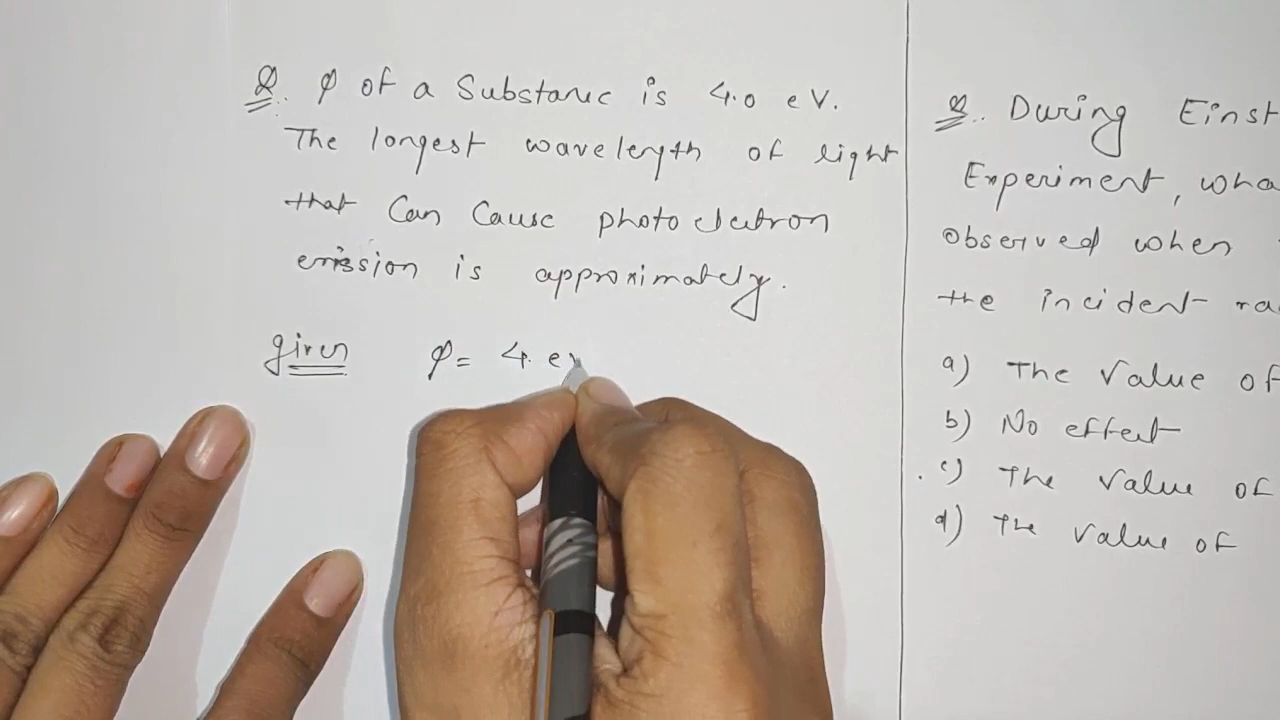 Q. φ of a Substance is 4.0 eV.
The longest wavelength of light
that Can Cause photoelectron
emission is approximately.
given φ = 4. eV
Q. During Einst
Experiment, wha
observed when
the incident ra
a) The Value of
b) No effect
c) The Value of
d) The Value of